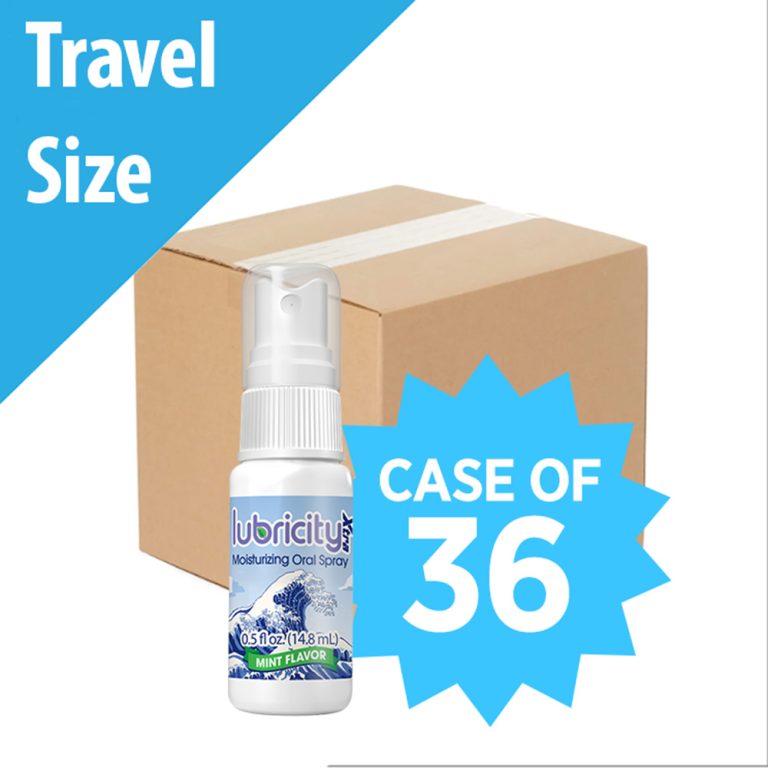 Travel
Size
CASE OF
36
lubricity Xtra
Moisturizing Oral Spray
0.5 fl oz. (14.8 mL)
MINT FLAVOR